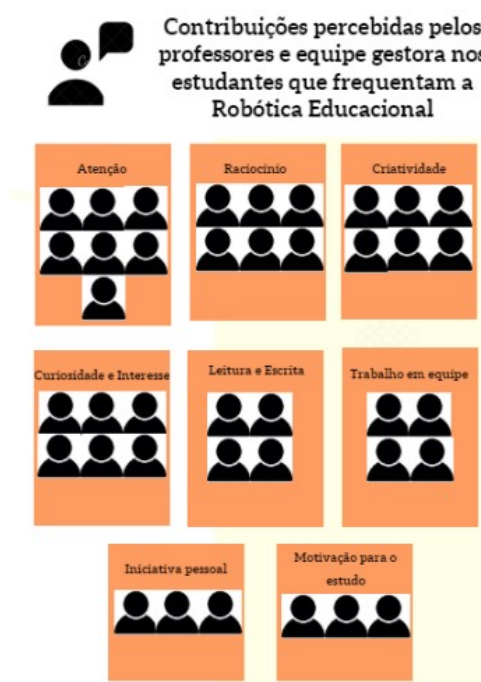 Contribuições percebidas pelos
professores e equipe gestora nos
estudantes que frequentam a
Robótica Educacional
Atenção
Raciocínio
Criatividade
Curiosidade e Interesse
Leitura e Escrita
Trabalho em equipe
Iniciativa pessoal
Motivação para o
estudo